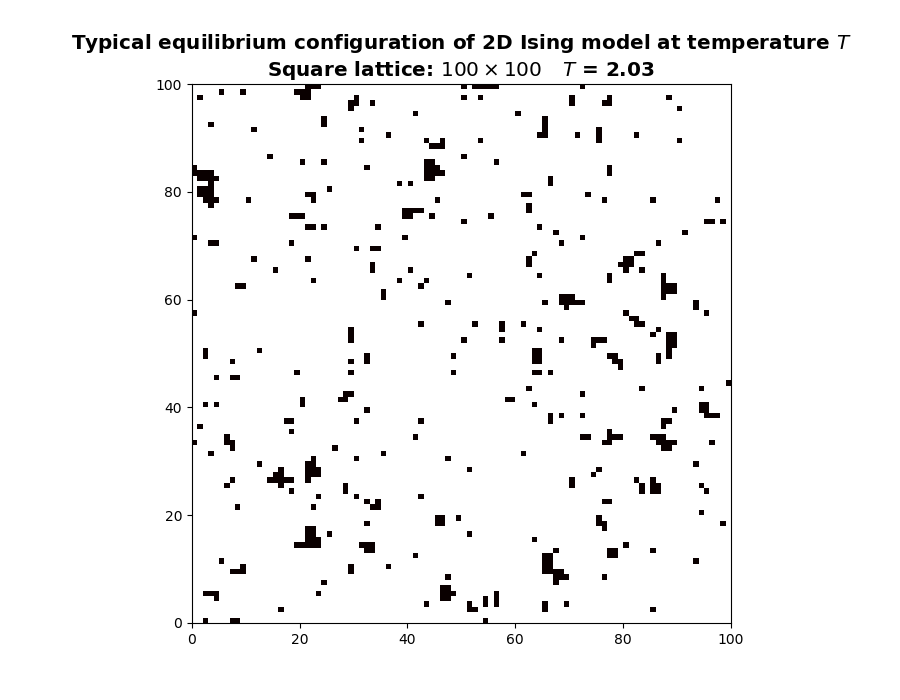 Typical equilibrium configuration of 2D Ising model at temperature T
Square lattice: 100 × 100 T = 2.03
100
80
60
40
20
0
0 20 40 60 80 100